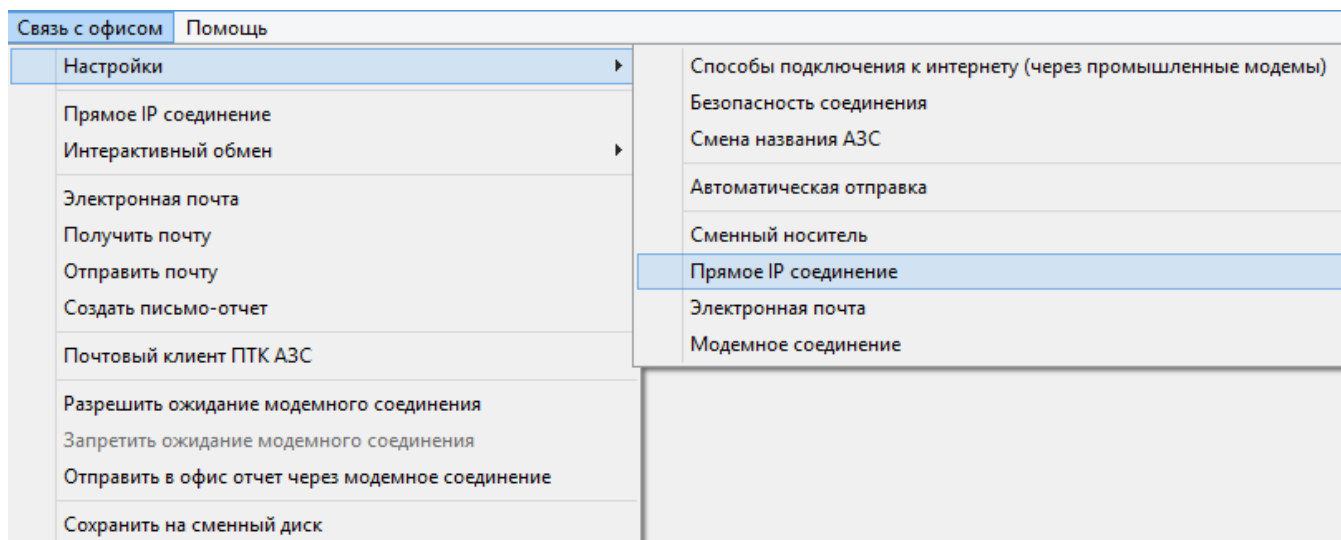 Связь с офисом Помощь
Настройки
Прямое IP соединение
Интерактивный обмен
Электронная почта
Получить почту
Отправить почту
Создать письмо-отчет
Почтовый клиент ПТК АЗС
Разрешить ожидание модемного соединения
Запретить ожидание модемного соединения
Отправить в офис отчет через модемное соединение
Сохранить на сменный диск
Способы подключения к интернету (через промышленные модемы)
Безопасность соединения
Смена названия АЗС
Автоматическая отправка
Сменный носитель
Прямое IP соединение
Электронная почта
Модемное соединение